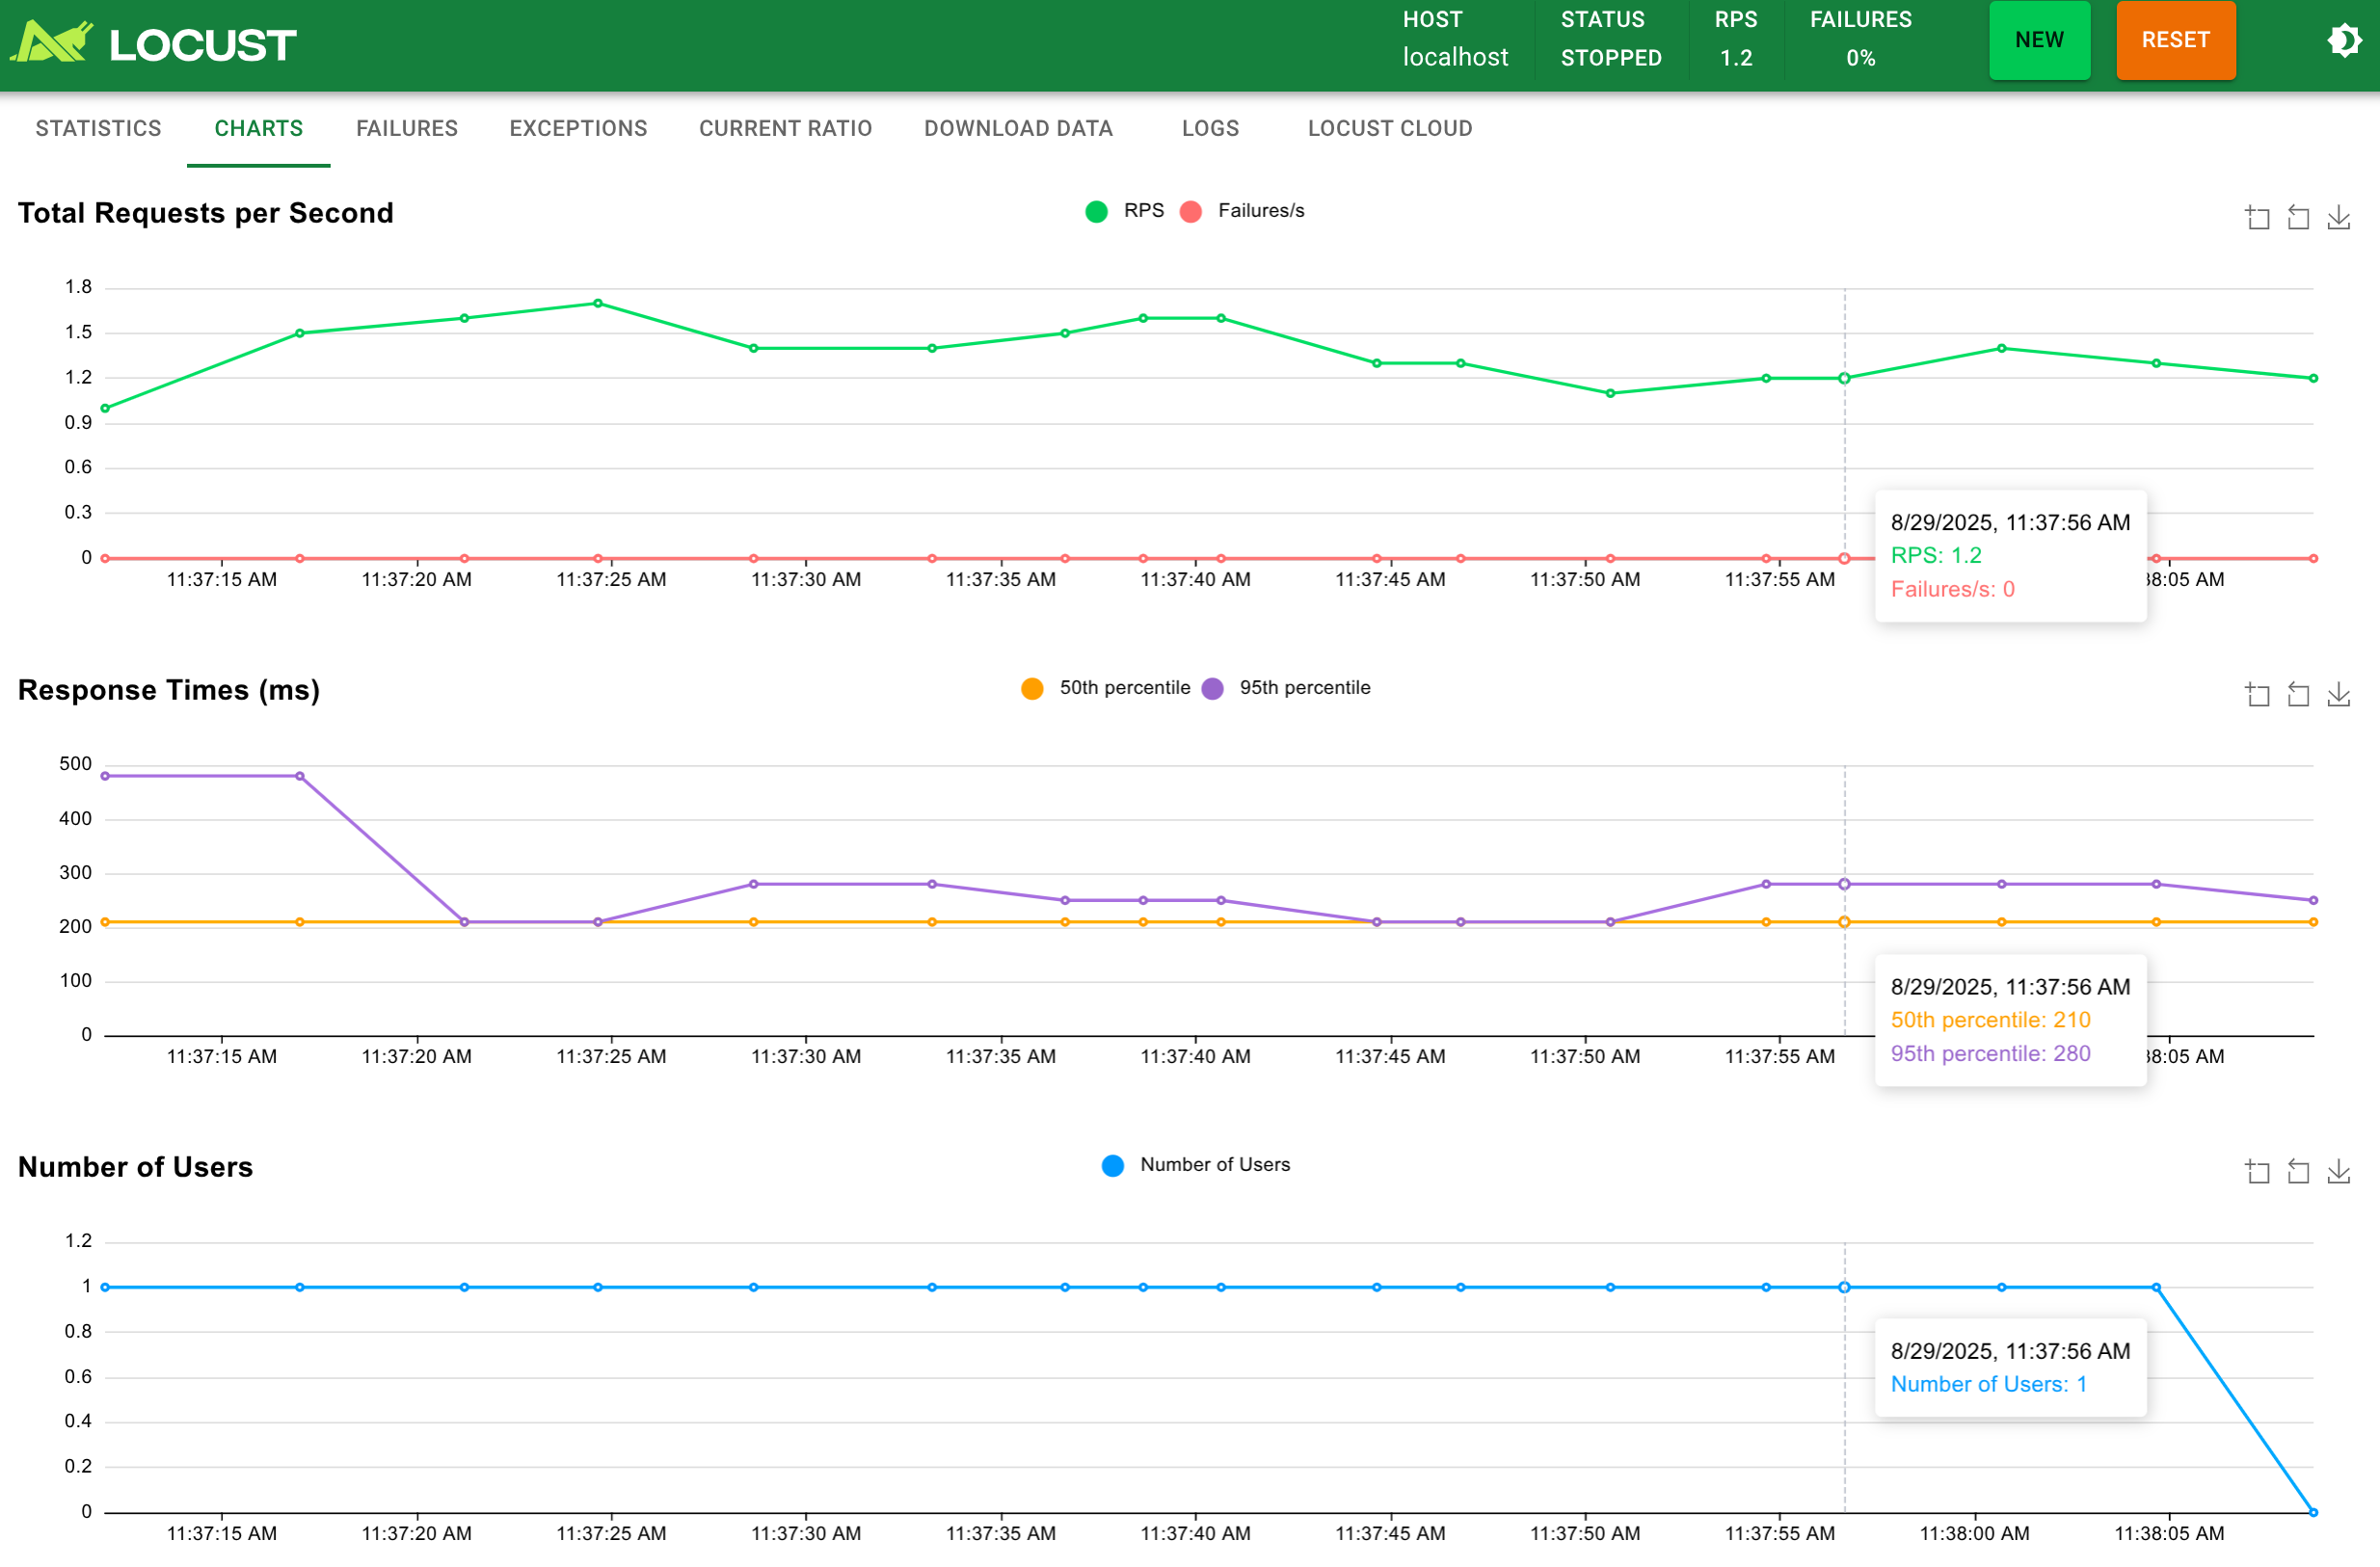 LOCUST
HOST
localhost
STATUS
STOPPED
RPS
1.2
FAILURES
0%
NEW
RESET
STATISTICS
CHARTS
FAILURES
EXCEPTIONS
CURRENT RATIO
DOWNLOAD DATA
LOGS
LOCUST CLOUD
Total Requests per Second
RPS
Failures/s
1.8
1.5
1.2
0.9
0.6
0.3
0
11:37:15 AM
11:37:20 AM
11:37:25 AM
11:37:30 AM
11:37:35 AM
11:37:40 AM
11:37:45 AM
11:37:50 AM
11:37:55 AM
38:05 AM
8/29/2025, 11:37:56 AM
RPS: 1.2
Failures/s: 0
Response Times (ms)
50th percentile
95th percentile
500
400
300
200
100
0
11:37:15 AM
11:37:20 AM
11:37:25 AM
11:37:30 AM
11:37:35 AM
11:37:40 AM
11:37:45 AM
11:37:50 AM
11:37:55 AM
38:05 AM
8/29/2025, 11:37:56 AM
50th percentile: 210
95th percentile: 280
Number of Users
Number of Users
1.2
1
0.8
0.6
0.4
0.2
0
11:37:15 AM
11:37:20 AM
11:37:25 AM
11:37:30 AM
11:37:35 AM
11:37:40 AM
11:37:45 AM
11:37:50 AM
11:37:55 AM
11:38:00 AM
11:38:05 AM
8/29/2025, 11:37:56 AM
Number of Users: 1